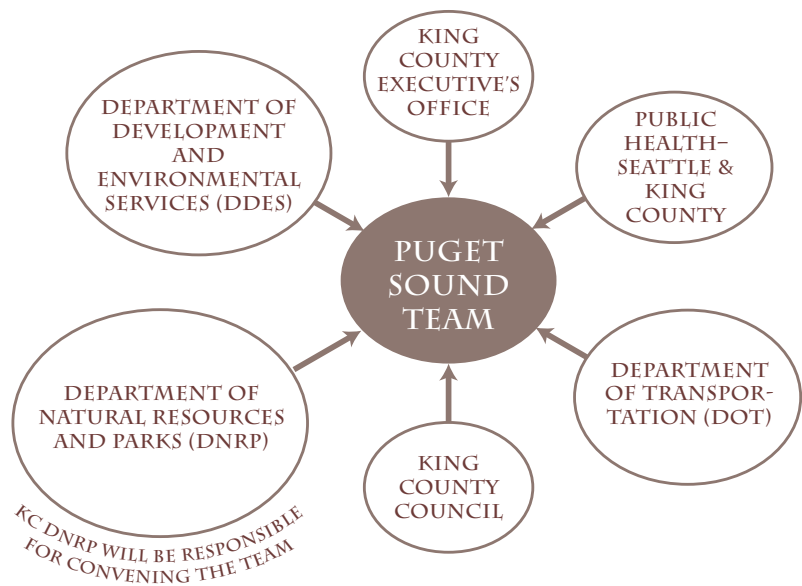 KING
COUNTY
EXECUTIVE'S
OFFICE
DEPARTMENT OF
DEVELOPMENT
AND
ENVIRONMENTAL
SERVICES (DDES)
PUBLIC
HEALTH–
SEATTLE &
KING
COUNTY
PUGET
SOUND
TEAM
DEPARTMENT OF
NATURAL RESOURCES
AND PARKS (DNRP)
DEPARTMENT
OF TRANSPOR-
TATION (DOT)
KING
COUNTY
COUNCIL
KC DNRP WILL BE RESPONSIBLE
FOR CONVENING THE TEAM